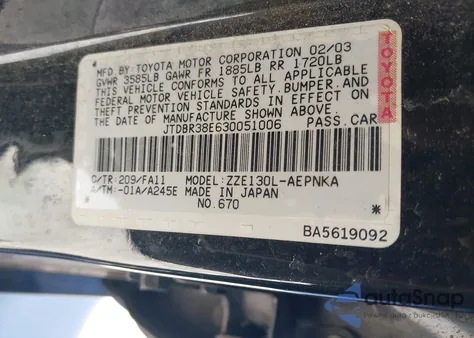 MFD.BY:TOYOTA MOTOR CORPORATION 02/03
GVWR 3585LB GAWR FR 1885LB RR 1720LB
THIS VEHICLE CONFORMS TO ALL APPLICABLE
FEDERAL MOTOR VEHICLE SAFETY.BUMPER.AND
THEFT PREVENTION STANDARDS IN EFFECT ON
THE DATE OF MANUFACTURE SHOWN ABOVE.
JTDBR38E630051006 PASS.CAR
TOYOTA
C/TR:209/FA11 MODEL:ZZE130L-AEPNKA
A/TM:-01A/A245E MADE IN JAPAN
NO.670
BA5619092
autoSnap